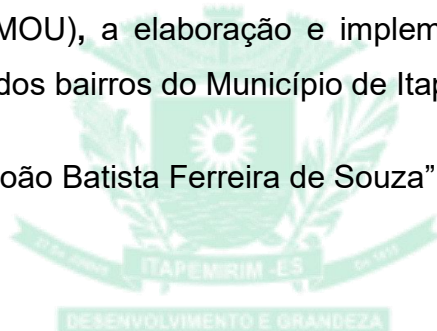 MOU), a elaboração e implem
dos bairros do Município de Itap
oão Batista Ferreira de Souza”
ITAPEMIRIM -ES
DESENVOLVIMENTO E GRANDEZA